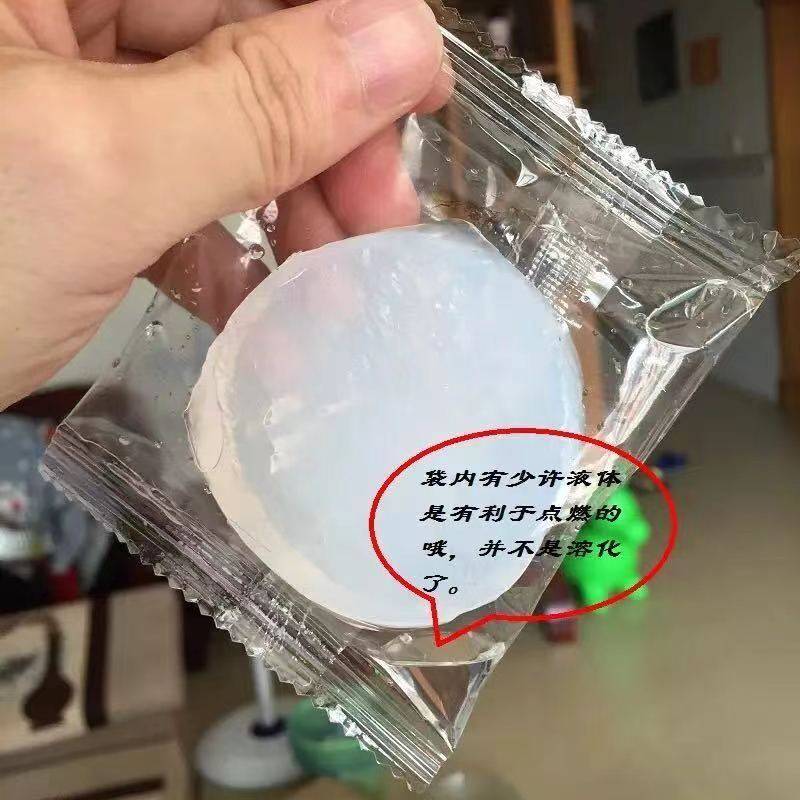 袋内有少许液体
是有利于点燃的
哦，并不是溶化
了。